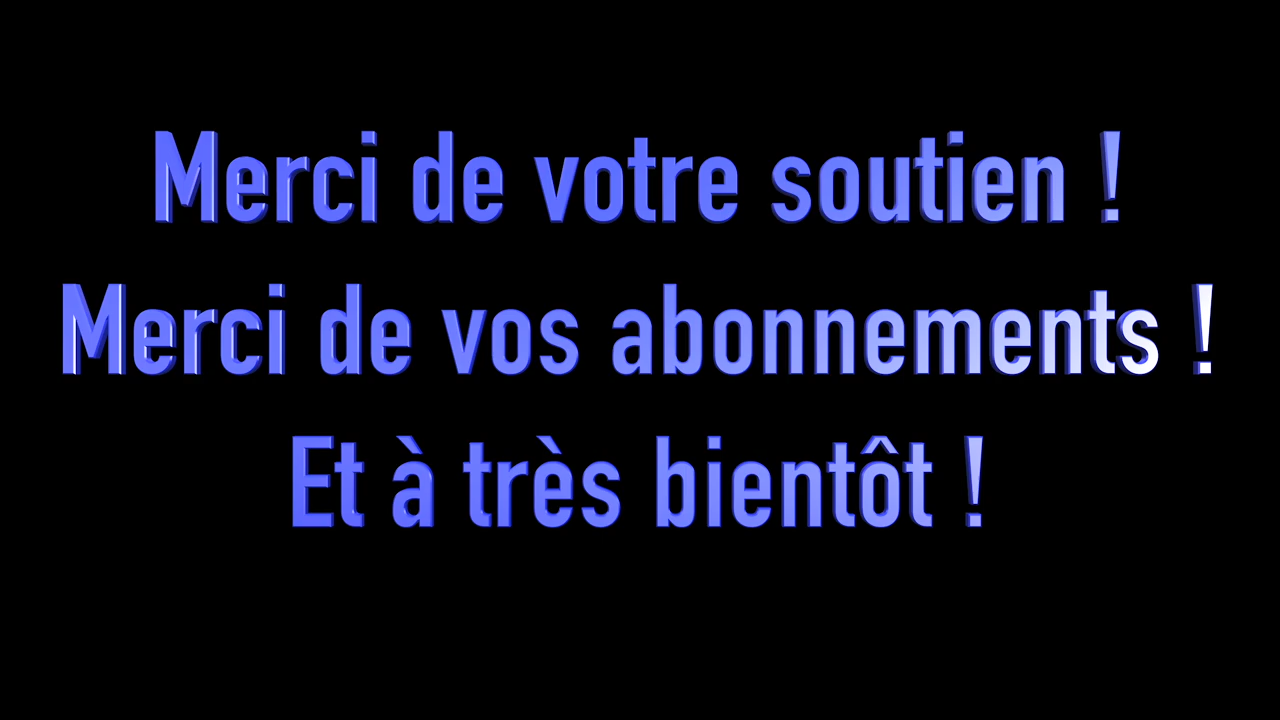 Merci de votre soutien !
Merci de vos abonnements !
Et à très bientôt !